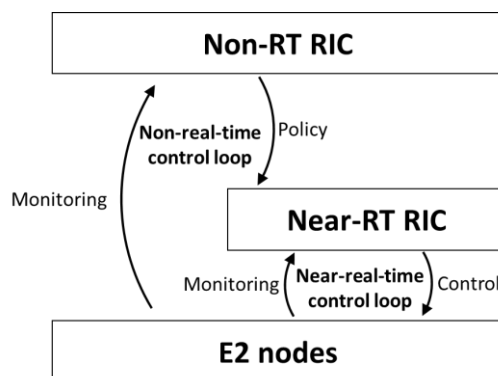 Non-RT RIC
Non-real-time
control loop
Policy
Monitoring
Near-RT RIC
Monitoring
Near-real-time
control loop
Control
E2 nodes